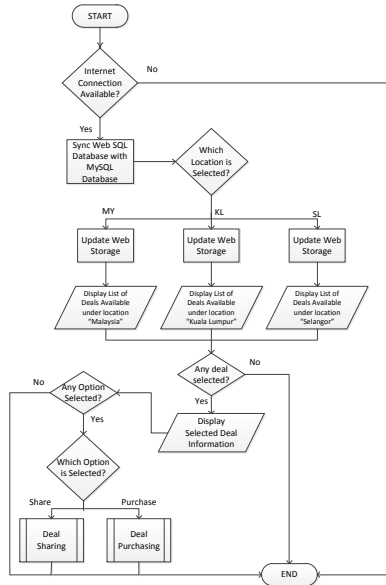 START
Internet
Connection
Available?
No
Yes
Sync Web SQL
Database with
MySQL
Database
Which
Location is
Selected?
MY
KL
SL
Update Web
Storage
Update Web
Storage
Update Web
Storage
Display List of
Deals Available
under location
"Malaysia"
Display List of
Deals Available
under location
"Kuala Lumpur"
Display List of
Deals Available
under location
"Selangor"
Any deal
selected?
No
Yes
No
Any Option
Selected?
Yes
Display
Selected Deal
Information
Which Option
is Selected?
Share
Purchase
Deal
Sharing
Deal
Purchasing
END